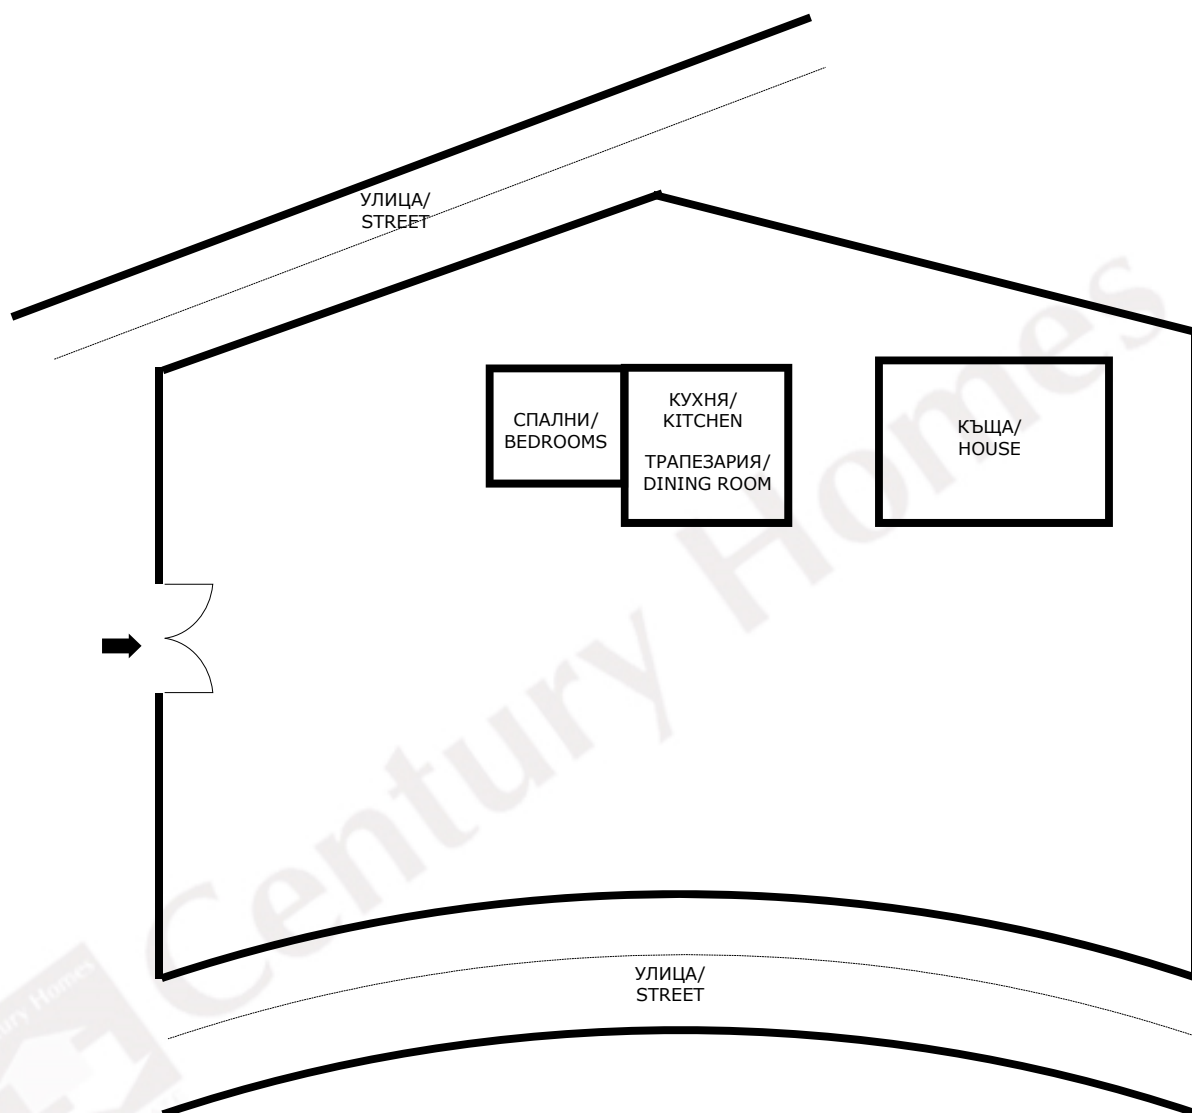 УЛИЦА/
STREET
СПАЛНИ/
BEDROOMS
КУХНЯ/
KITCHEN
ТРАПЕЗАРИЯ/
DINING ROOM
КЪЩА/
HOUSE
Century Homes
УЛИЦА/
STREET